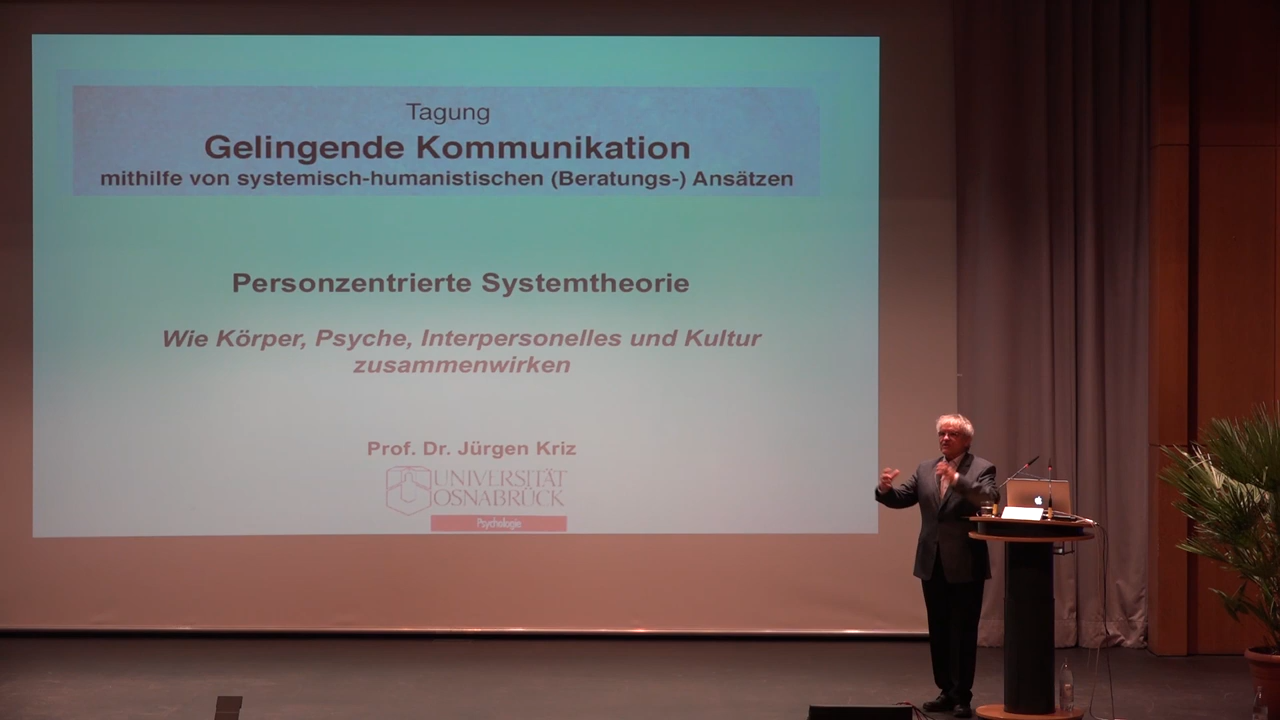 Tagung
Gelingende Kommunikation
mithilfe von systemisch-humanistischen (Beratungs-) Ansätzen
Personzentrierte Systemtheorie
Wie Körper, Psyche, Interpersonelles und Kultur
zusammenwirken
Prof. Dr. Jürgen Kriz
UNIVERSITÄT
OSNABRÜCK
Psychologie